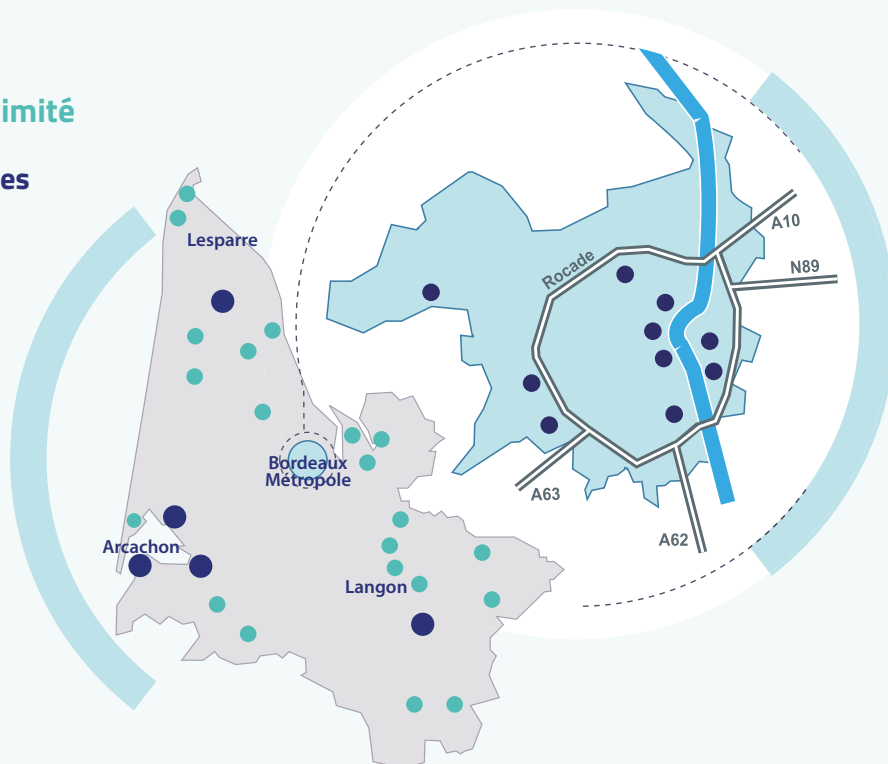 imité
es
Lesparre
Bordeaux
Métropole
Arcachon
Langon
Rocade
A10
N89
A63
A62